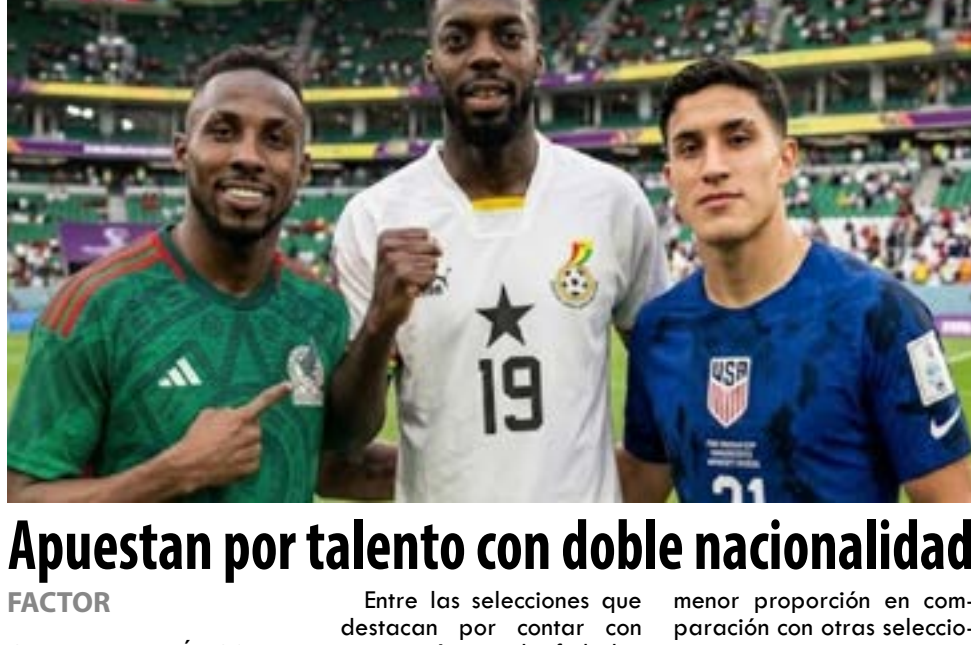 19
USA
21
Apuestan por talento con doble nacionalidad
FACTOR
Entre las selecciones que
destacan por contar con
menor proporción en com-
paración con otras seleccio-